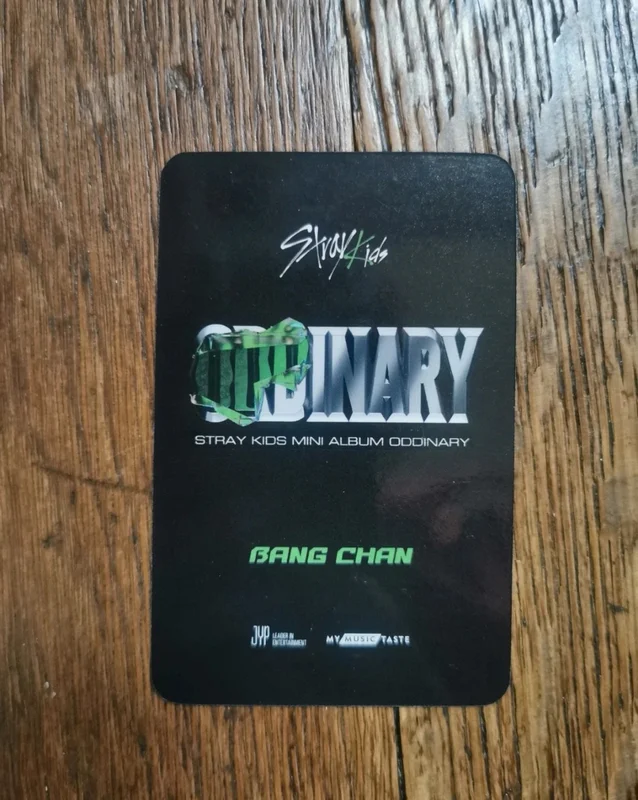 Stray Kids
ODDINARY
STRAY KIDS MINI ALBUM ODDINARY
BANG CHAN
JYP LEADER IN ENTERTAINMENT MY MUSIC TASTE